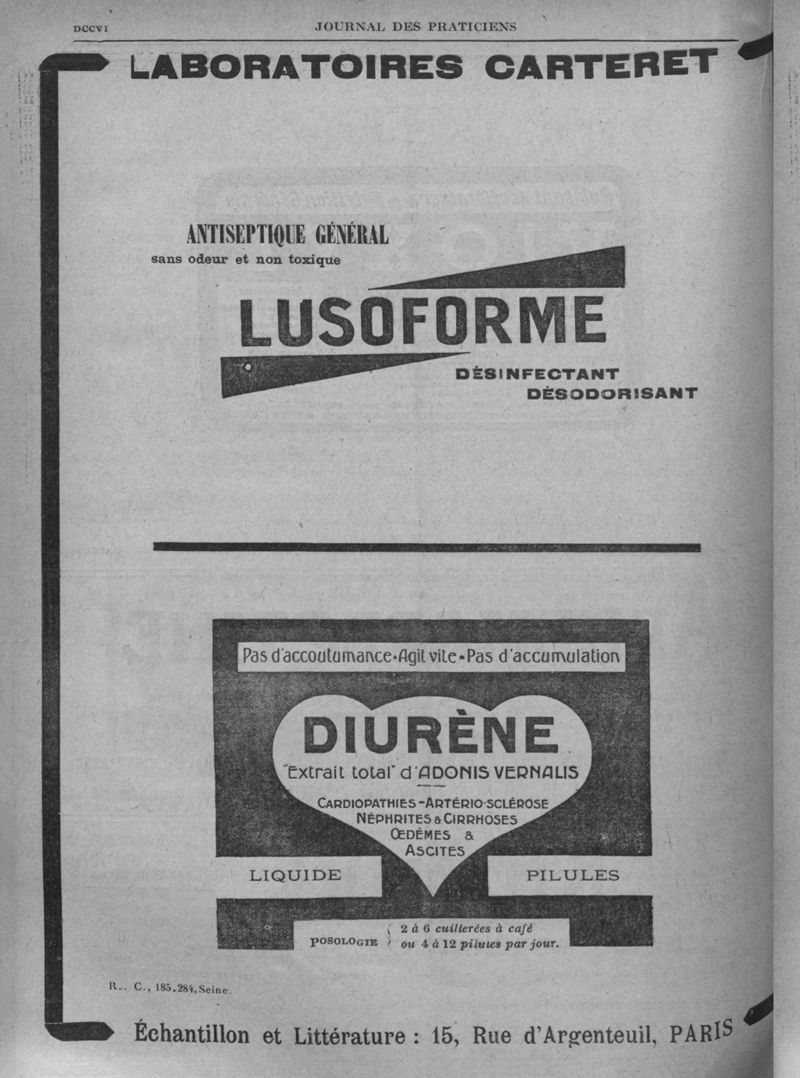 DCCVI
JOURNAL DES PRATICIENS
LABORATOIRES CARTERET
ANTISEPTIQUE GÉNÉRAL
sans odeur et non toxique
LUSOFORME
DÉSINFECTANT
DÉSODORISANT
Pas d'accoutumance-Agit vite-Pas d'accumulation
DIURÈNE
"Extrait total" d'ADONIS VERNALIS
CARDIOPATHIES-ARTÉRIO-SCLÉROSE
NÉPHRITES & CIRRHOSES
ŒDÈMES &
ASCITES
LIQUIDE
PILULES
POSOLOGIE
2 à 6 cuillerées à café
ou 4 à 12 pilules par jour.
R. C., 185.284, Seine.
Échantillon et Littérature : 15, Rue d'Argenteuil, PARIS